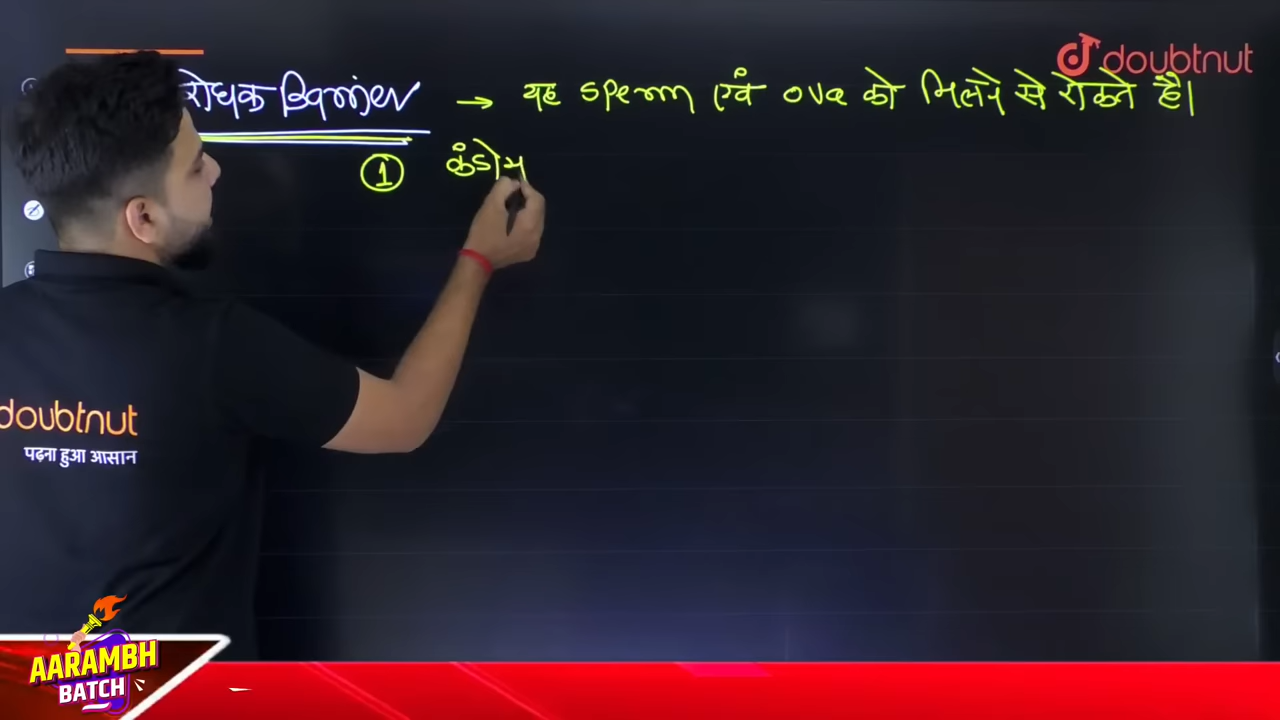 doubtnut
रोधक Barrier → यह sperm एवं ova को मिलने से रोकते हैं।
① कंडोम
doubtnut
पढ़ना हुआ आसान
AARAMBH
BATCH